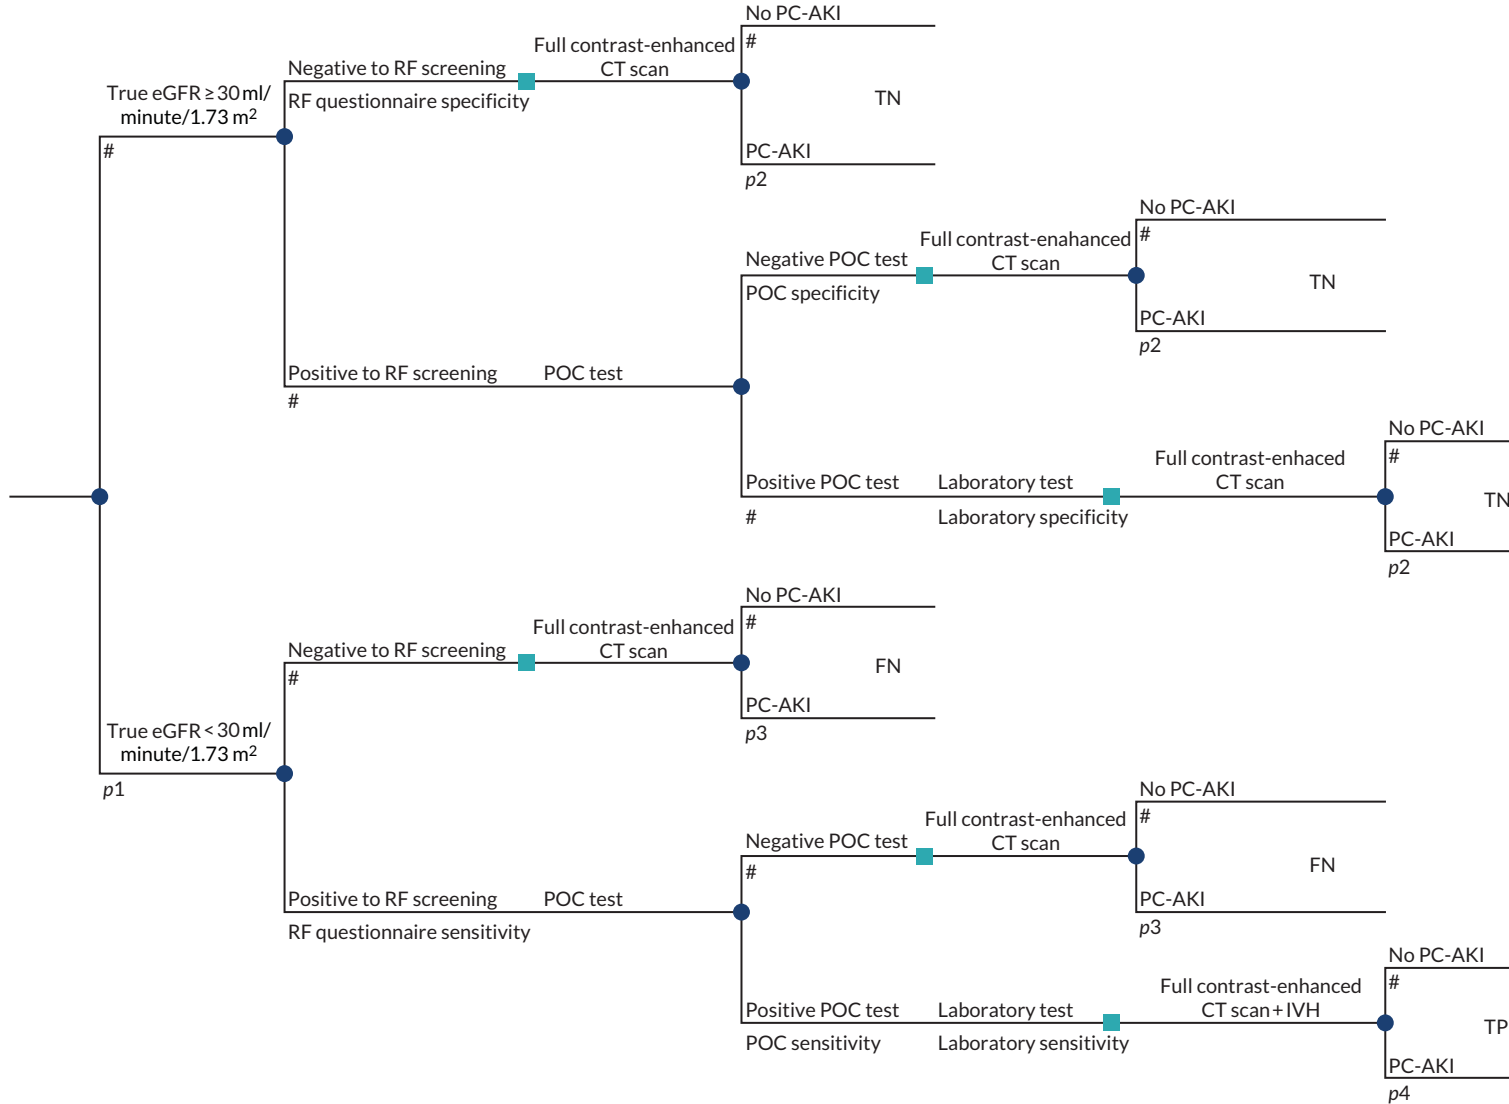 No PC-AKI
#
Full contrast-enhanced
CT scan
Negative to RF screening
RF questionnaire specificity
TN
True eGFR ≥ 30 ml/
minute/1.73 m²
#
PC-AKI
p2
No PC-AKI
#
Full contrast-enahanced
CT scan
Negative POC test
POC specificity
TN
PC-AKI
p2
Positive to RF screening
POC test
#
No PC-AKI
#
Full contrast-enhaced
CT scan
Positive POC test
Laboratory test
#
Laboratory specificity
TN
PC-AKI
p2
No PC-AKI
#
Full contrast-enhanced
CT scan
Negative to RF screening
#
FN
PC-AKI
p3
True eGFR < 30 ml/
minute/1.73 m²
p1
No PC-AKI
#
Full contrast-enhanced
CT scan
Negative POC test
#
FN
PC-AKI
p3
Positive to RF screening
POC test
RF questionnaire sensitivity
No PC-AKI
#
Full contrast-enhanced
CT scan + IVH
Positive POC test
Laboratory test
POC sensitivity
Laboratory sensitivity
TP
PC-AKI
p4